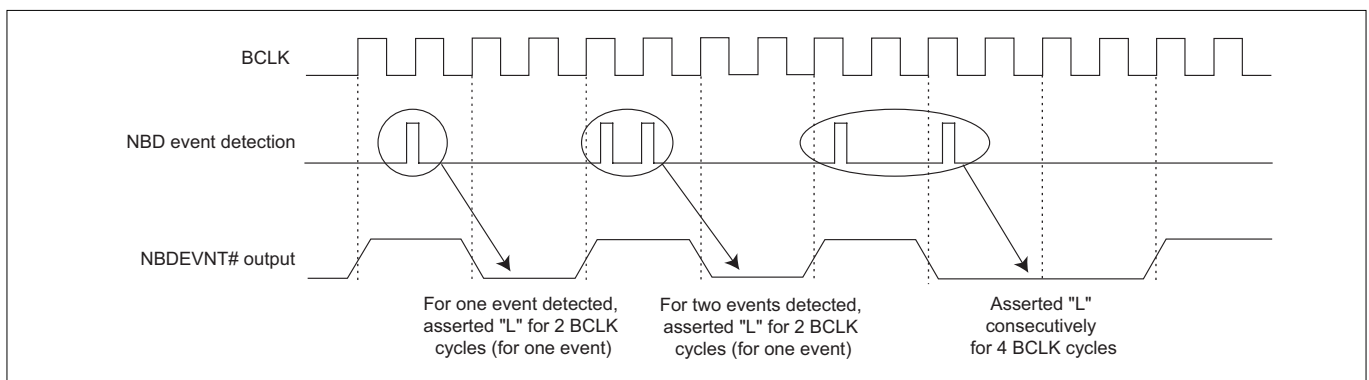 BCLK
NBD event detection
NBDEVNT# output
For one event detected,
asserted "L" for 2 BCLK
cycles (for one event)
For two events detected,
asserted "L" for 2 BCLK
cycles (for one event)
Asserted "L"
consecutively
for 4 BCLK cycles